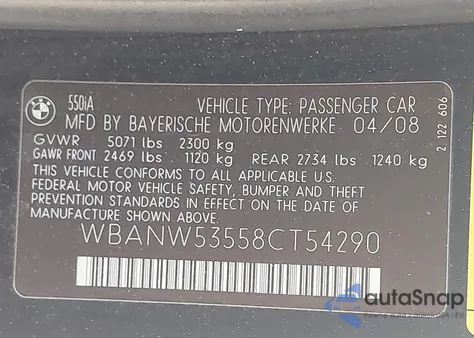 BMW
550iA
VEHICLE TYPE: PASSENGER CAR
MFD BY BAYERISCHE MOTORENWERKE 04/08
GVWR 5071 lbs 2300 kg
GAWR FRONT 2469 lbs 1120 kg REAR 2734 lbs 1240 kg
THIS VEHICLE CONFORMS TO ALL APPLICABLE
FEDERAL MOTOR VEHICLE SAFETY, BUMPER AND THEFT
PREVENTION STANDARDS IN EFFECT ON THE DATE OF
MANUFACTURE SHOWN ABOVE.
WBANW53558CT54290
2 122 606
autaSnap